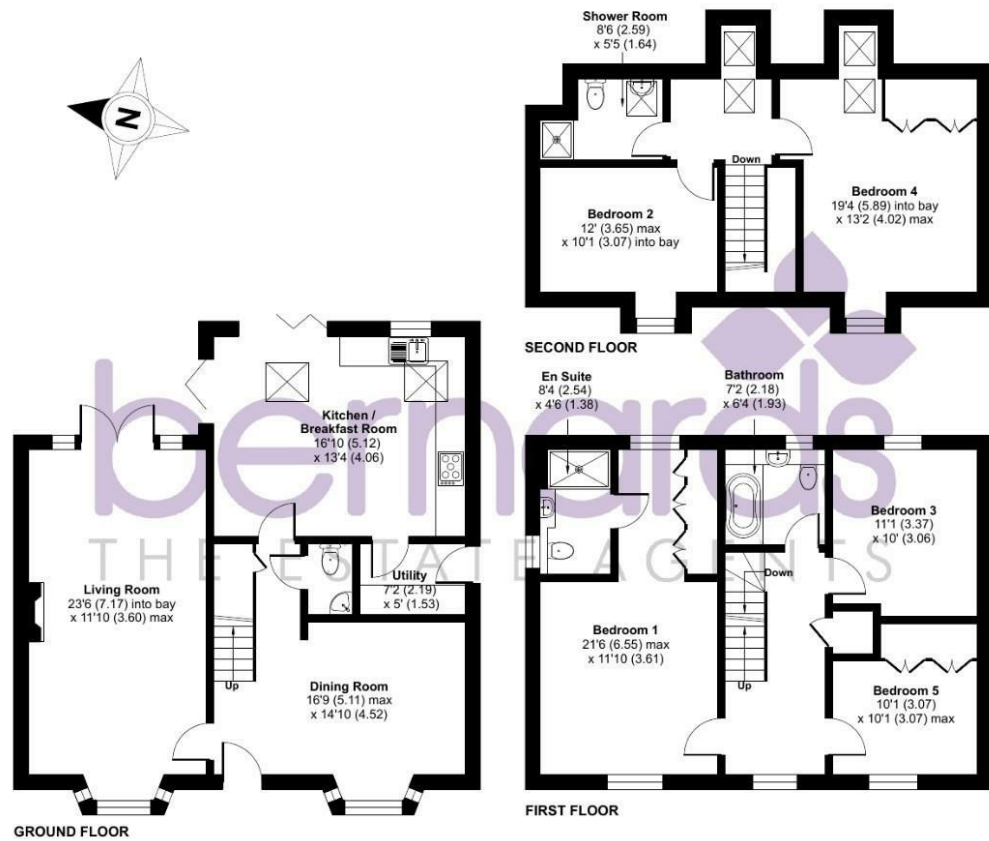 Shower Room
8'6 (2.59)
x 5'5 (1.64)
N
Down
Bedroom 2
12' (3.65) max
x 10'1 (3.07) into bay
Bedroom 4
19'4 (5.89) into bay
x 13'2 (4.02) max
SECOND FLOOR
Kitchen /
Breakfast Room
16'10 (5.12)
x 13'4 (4.06)
Living Room
23'6 (7.17) into bay
x 11'10 (3.60) max
Utility
7'2 (2.19)
x 5' (1.53)
Up
Dining Room
16'9 (5.11) max
x 14'10 (4.52)
GROUND FLOOR
En Suite
8'4 (2.54)
x 4'6 (1.38)
Bathroom
7'2 (2.18)
x 6'4 (1.93)
Bedroom 3
11'1 (3.37)
x 10' (3.06)
Down
Bedroom 1
21'6 (6.55) max
x 11'10 (3.61)
Up
Bedroom 5
10'1 (3.07)
x 10'1 (3.07) max
FIRST FLOOR
bernards
THE ESTATE AGENTS